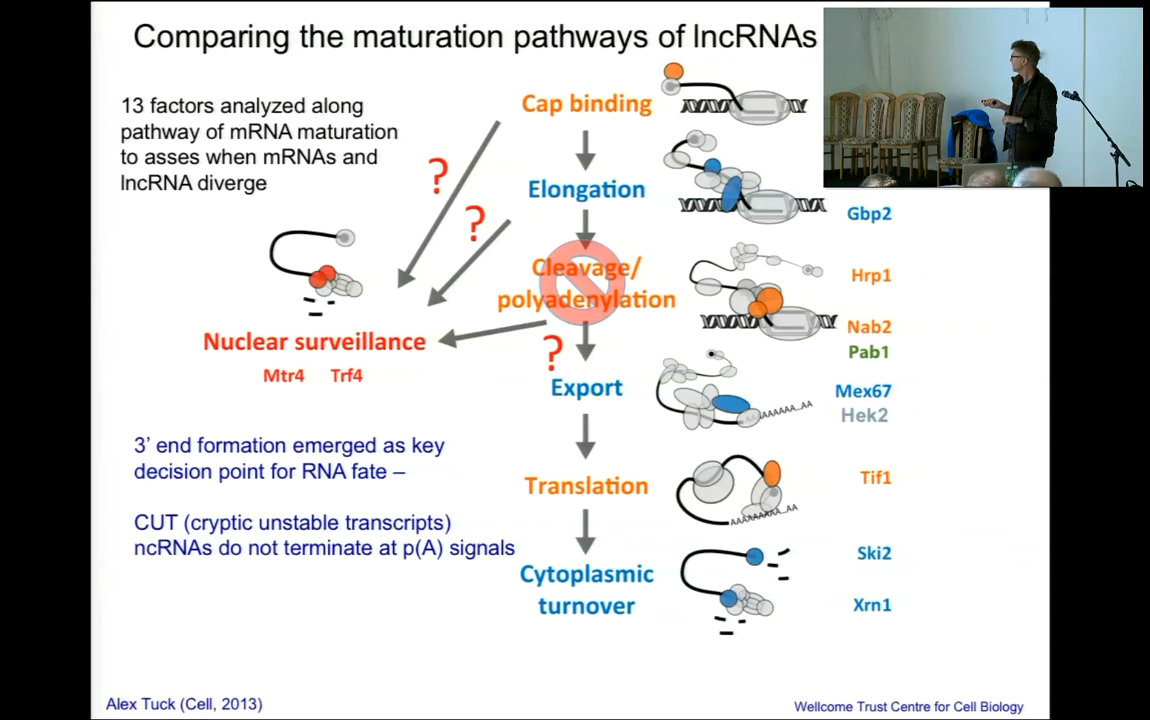 Comparing the maturation pathways of lncRNAs
13 factors analyzed along
pathway of mRNA maturation
to asses when mRNAs and
lncRNA diverge
Cap binding
?
Elongation
?
Gbp2
Cleavage/
polyadenylation
Hrp1
Nab2
Pab1
Nuclear surveillance
Mtr4 Trf4
?
Export
AAAAAAA...AA
Mex67
Hek2
3’ end formation emerged as key
decision point for RNA fate –
CUT (cryptic unstable transcripts)
ncRNAs do not terminate at p(A) signals
Translation
Tif1
Cytoplasmic
turnover
Ski2
Xrn1
Alex Tuck (Cell, 2013)
Wellcome Trust Centre for Cell Biology